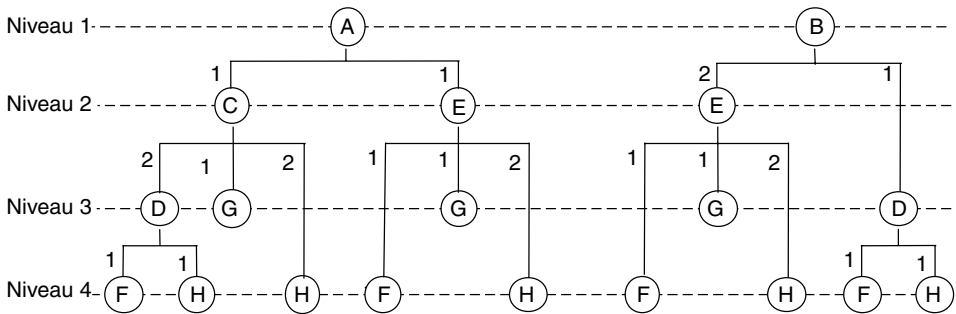 Niveau 1 A B
1 1 2 1
Niveau 2 C E E
2 1 2 1 1 2 1 1 2
Niveau 3 D G G G D
1 1 1 1
Niveau 4 F H H F H F H F H